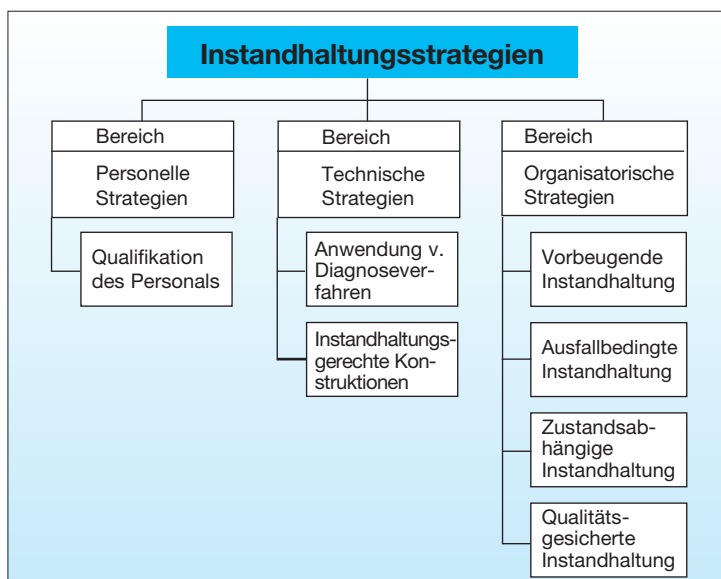 Instandhaltungsstrategien
Bereich
Personelle
Strategien
Qualifikation
des Personals
Bereich
Technische
Strategien
Anwendung v.
Diagnosever-
fahren
Instandhaltungs-
gerechte Kon-
struktionen
Bereich
Organisatorische
Strategien
Vorbeugende
Instandhaltung
Ausfallbedingte
Instandhaltung
Zustandsab-
hängige
Instandhaltung
Qualitäts-
gesicherte
Instandhaltung